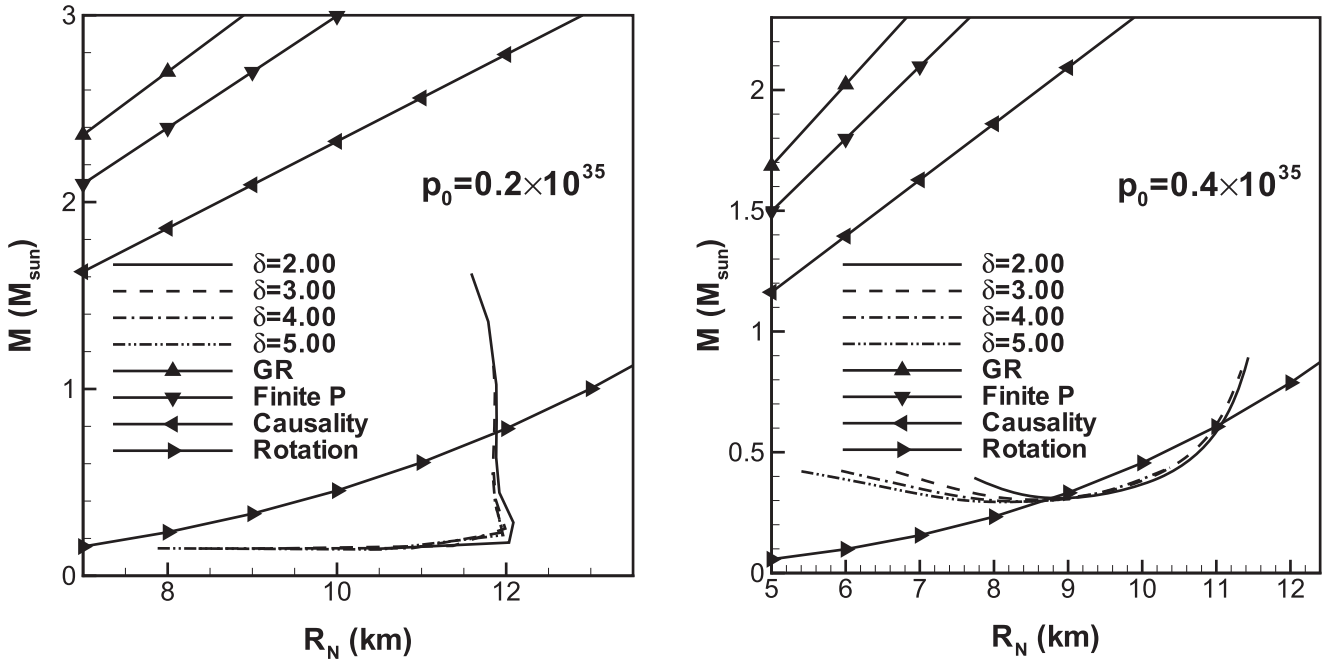 3
2
1
0
M (M_sun)
p_0=0.2×10^35
δ=2.00
δ=3.00
δ=4.00
δ=5.00
GR
Finite P
Causality
Rotation
8 10 12
R_N (km)
2
1.5
1
0.5
0
M (M_sun)
p_0=0.4×10^35
δ=2.00
δ=3.00
δ=4.00
δ=5.00
GR
Finite P
Causality
Rotation
5 6 7 8 9 10 11 12
R_N (km)